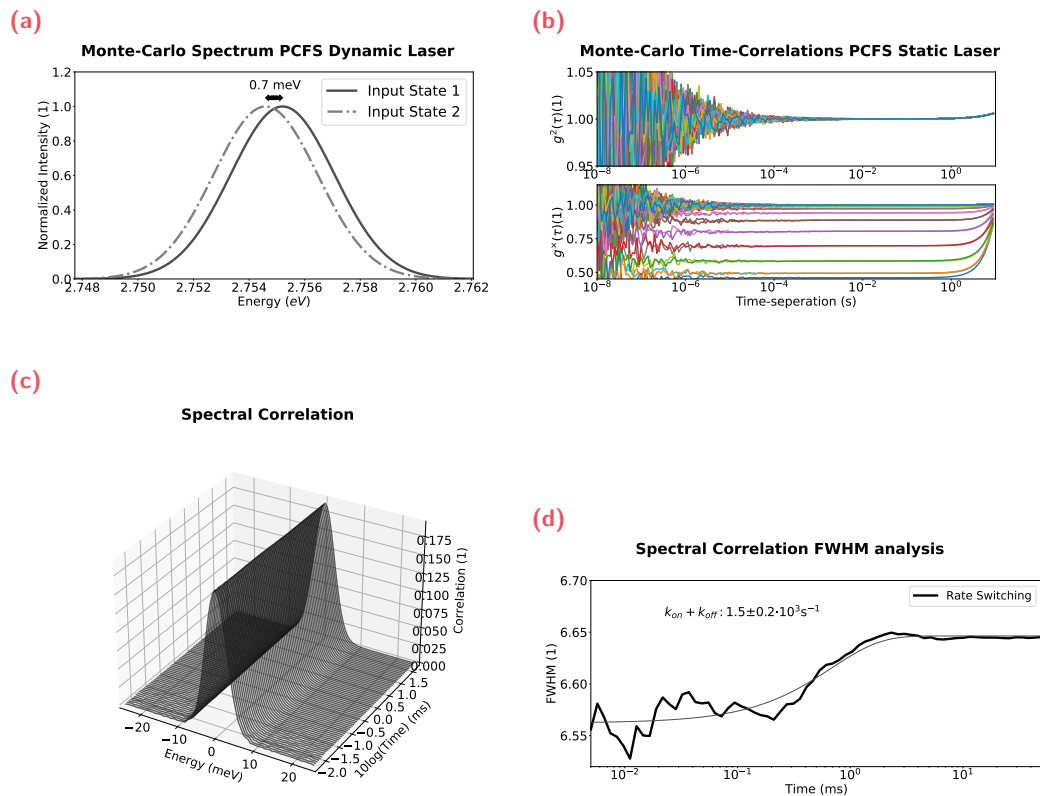 (a)
Monte-Carlo Spectrum PCFS Dynamic Laser
1.2
1.0
0.8
0.6
0.4
0.2
0.0
Normalized Intensity (1)
0.7 meV
Input State 1
Input State 2
2.748
2.750
2.752
2.754
2.756
2.758
2.760
2.762
Energy (eV)
(b)
Monte-Carlo Time-Correlations PCFS Static Laser
1.05
1.00
0.95
g²(τ)(1)
10⁻⁸
10⁻⁶
10⁻⁴
10⁻²
10⁰
1.00
0.75
0.50
g×(τ)(1)
10⁻⁸
10⁻⁶
10⁻⁴
10⁻²
10⁰
Time-seperation (s)
(c)
Spectral Correlation
0.175
0.150
0.125
0.100
0.075
0.050
0.025
0.000
Correlation (1)
1.5
1.0
0.5
0.0
−0.5
−1.0
−1.5
−2.0
10log(Time) (ms)
−20
−10
0
10
20
Energy (meV)
(d)
Spectral Correlation FWHM analysis
6.70
6.65
6.60
6.55
FWHM (1)
k_on + k_off : 1.5±0.2·10³s⁻¹
Rate Switching
10⁻²
10⁻¹
10⁰
10¹
Time (ms)